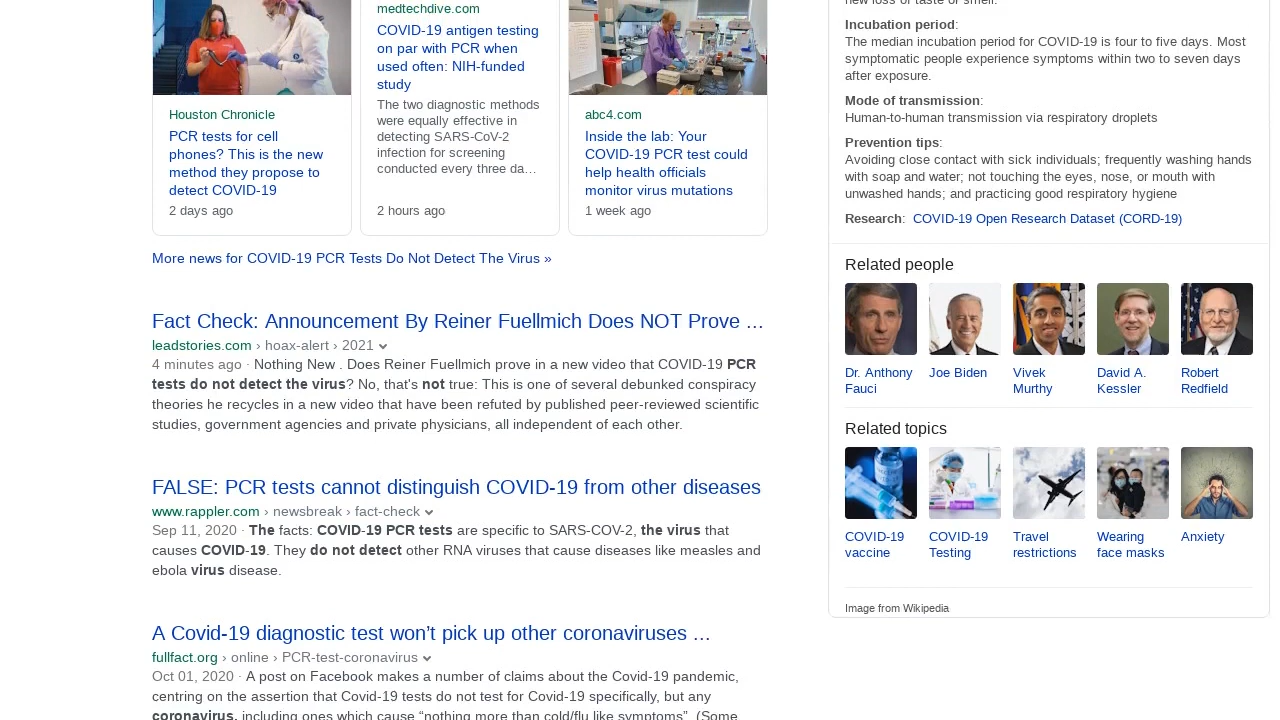 medtechdive.com
COVID-19 antigen testing
on par with PCR when
used often: NIH-funded
study
The two diagnostic methods
were equally effective in
detecting SARS-CoV-2
infection for screening
conducted every three da…
2 hours ago
Houston Chronicle
PCR tests for cell
phones? This is the new
method they propose to
detect COVID-19
2 days ago
abc4.com
Inside the lab: Your
COVID-19 PCR test could
help health officials
monitor virus mutations
1 week ago
More news for COVID-19 PCR Tests Do Not Detect The Virus »
Fact Check: Announcement By Reiner Fuellmich Does NOT Prove ...
leadstories.com › hoax-alert › 2021
4 minutes ago · Nothing New . Does Reiner Fuellmich prove in a new video that COVID-19 PCR
tests do not detect the virus? No, that's not true: This is one of several debunked conspiracy
theories he recycles in a new video that have been refuted by published peer-reviewed scientific
studies, government agencies and private physicians, all independent of each other.
FALSE: PCR tests cannot distinguish COVID-19 from other diseases
www.rappler.com › newsbreak › fact-check
Sep 11, 2020 · The facts: COVID-19 PCR tests are specific to SARS-COV-2, the virus that
causes COVID-19. They do not detect other RNA viruses that cause diseases like measles and
ebola virus disease.
A Covid-19 diagnostic test won't pick up other coronaviruses ...
fullfact.org › online › PCR-test-coronavirus
Oct 01, 2020 · A post on Facebook makes a number of claims about the Covid-19 pandemic,
centring on the assertion that Covid-19 tests do not test for Covid-19 specifically, but any
coronavirus, including ones which cause “nothing more than cold/flu like symptoms”. (Some
new loss of taste or smell.
Incubation period:
The median incubation period for COVID-19 is four to five days. Most
symptomatic people experience symptoms within two to seven days
after exposure.
Mode of transmission:
Human-to-human transmission via respiratory droplets
Prevention tips:
Avoiding close contact with sick individuals; frequently washing hands
with soap and water; not touching the eyes, nose, or mouth with
unwashed hands; and practicing good respiratory hygiene
Research: COVID-19 Open Research Dataset (CORD-19)
Related people
Dr. Anthony
Fauci
Joe Biden
Vivek
Murthy
David A.
Kessler
Robert
Redfield
Related topics
COVID-19
vaccine
COVID-19
Testing
Travel
restrictions
Wearing
face masks
Anxiety
Image from Wikipedia